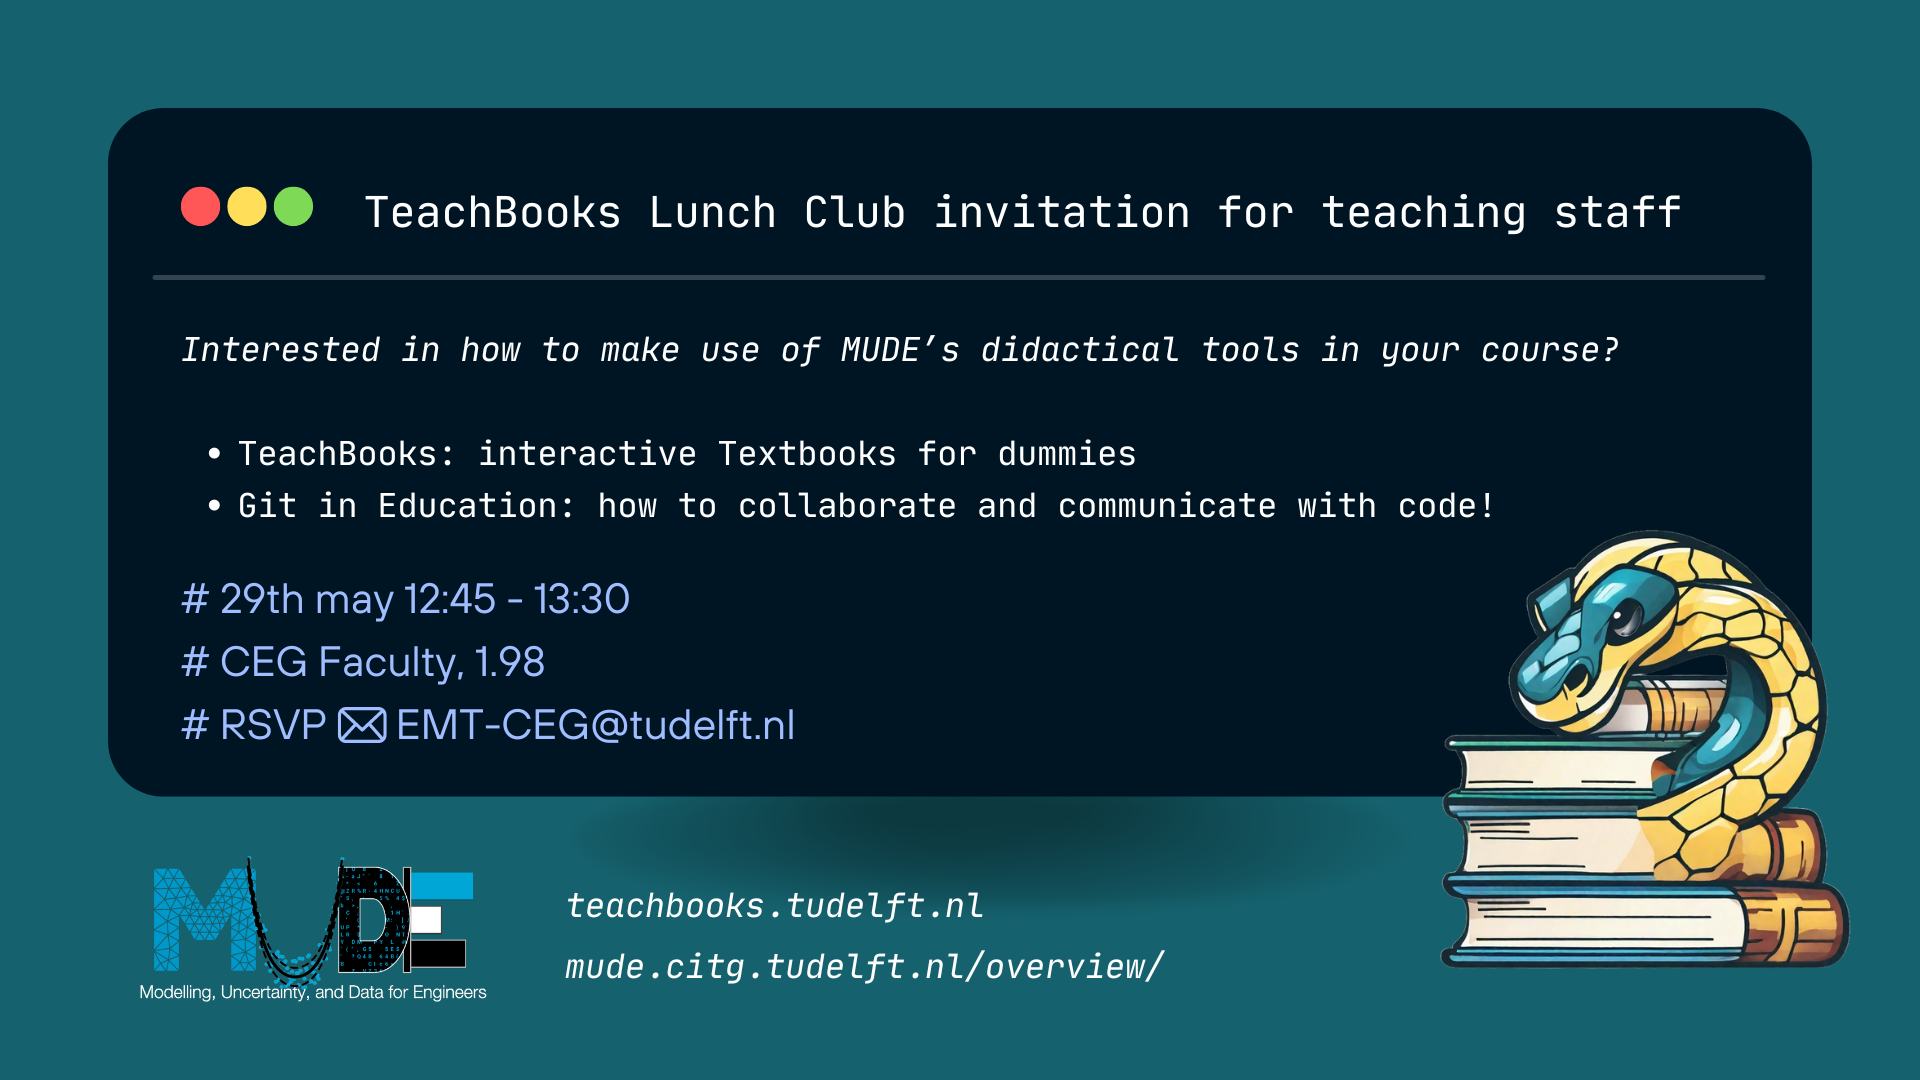 TeachBooks Lunch Club invitation for teaching staff
Interested in how to make use of MUDE’s didactical tools in your course?
• TeachBooks: interactive Textbooks for dummies
• Git in Education: how to collaborate and communicate with code!
# 29th may 12:45 - 13:30
# CEG Faculty, 1.98
# RSVP ✉ EMT-CEG@tudelft.nl
MUDE
Modelling, Uncertainty, and Data for Engineers
teachbooks.tudelft.nl
mude.citg.tudelft.nl/overview/